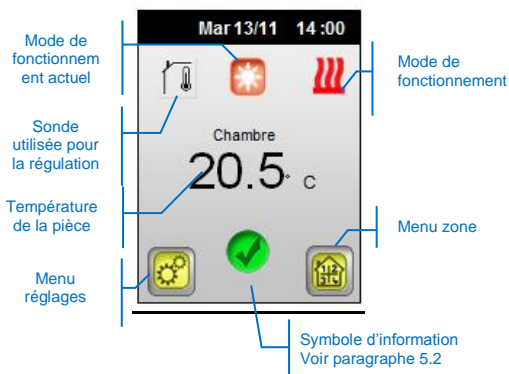 Mar 13/11 14 :00
Mode de
fonctionnem
ent actuel
Mode de
fonctionnement
Sonde
utilisée pour
la régulation
Chambre
20.5° C
Température
de la pièce
Menu zone
Menu
réglages
Symbole d'information
Voir paragraphe 5.2